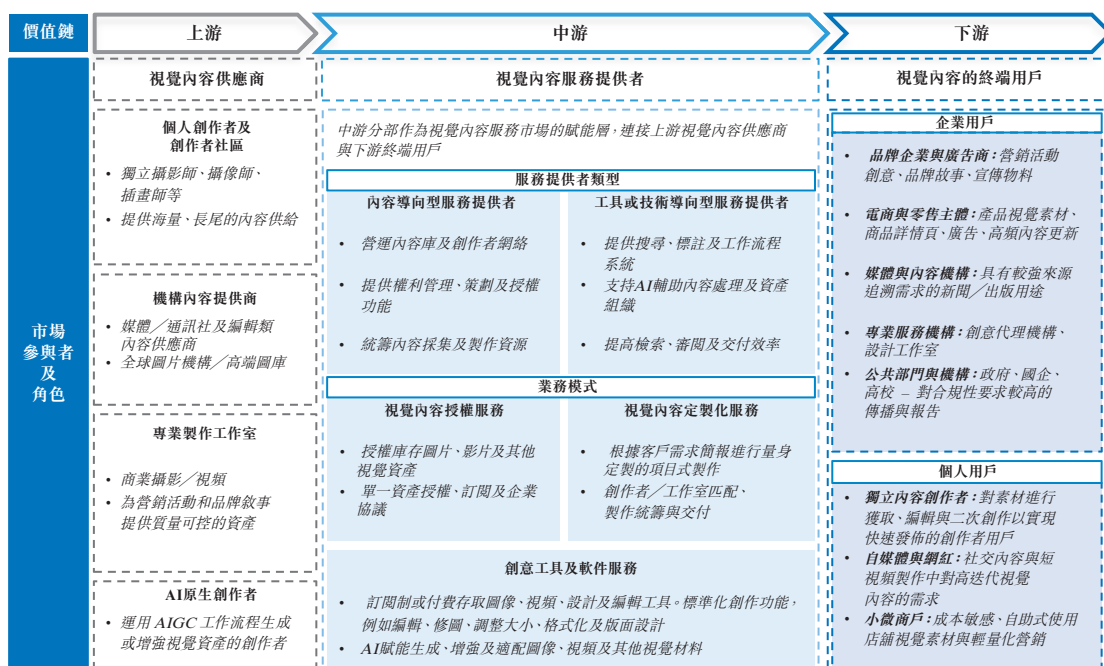 價值鏈
上游
中游
下游
市場
參與者
及
角色
視覺內容供應商
個人創作者及
創作者社區
• 獨立攝影師、攝像師、
插畫師等
• 提供海量、長尾的內容供給
機構內容提供商
• 媒體／通訊社及編輯類
內容供應商
• 全球圖片機構／高端圖庫
專業製作工作室
• 商業攝影／視頻
• 為營銷活動和品牌敘事
提供質量可控的資產
AI原生創作者
• 運用 AIGC 工作流程生成
或增強視覺資產的創作者
視覺內容服務提供者
中游分部作為視覺內容服務市場的賦能層，連接上游視覺內容供應商
與下游終端用戶
服務提供者類型
內容導向型服務提供者
• 營運內容庫及創作者網絡
• 提供權利管理、策劃及授權
功能
• 統籌內容採集及製作資源
工具或技術導向型服務提供者
• 提供搜尋、標註及工作流程
系統
• 支持AI輔助內容處理及資產
組織
• 提高檢索、審閱及交付效率
業務模式
視覺內容授權服務
• 授權庫存圖片、影片及其他
視覺資產
• 單一資產授權、訂閱及企業
協議
視覺內容定製化服務
• 根據客戶需求簡報進行量身
定製的項目式製作
• 創作者／工作室匹配、
製作統籌與交付
創意工具及軟件服務
• 訂閱制或付費存取圖像、視頻、設計及編輯工具。標準化創作功能，
例如編輯、修圖、調整大小、格式化及版面設計
• AI賦能生成、增強及適配圖像、視頻及其他視覺材料
視覺內容的終端用戶
企業用戶
• 品牌企業與廣告商：營銷活動
創意、品牌故事、宣傳物料
• 電商與零售主體：產品視覺素材、
商品詳情頁、廣告、高頻內容更新
• 媒體與內容機構：具有較強來源
追溯需求的新聞／出版用途
• 專業服務機構：創意代理機構、
設計工作室
• 公共部門與機構：政府、國企、
高校 – 對合規性要求較高的
傳播與報告
個人用戶
• 獨立內容創作者：對素材進行
獲取、編輯與二次創作以實現
快速發佈的創作者用戶
• 自媒體與網紅：社交內容與短
視頻製作中對高迭代視覺
內容的需求
• 小微商戶：成本敏感、自助式使用
店舖視覺素材與輕量化營銷